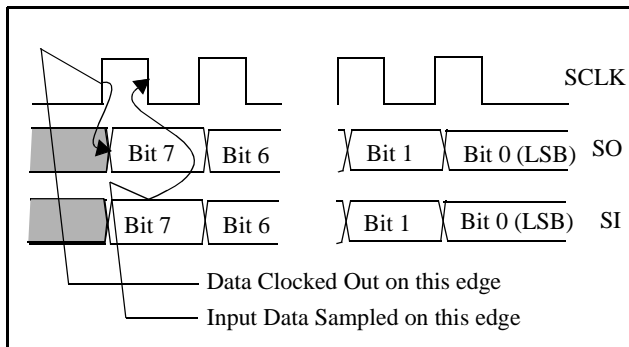 SCLK
Bit 7 Bit 6 Bit 1 Bit 0 (LSB) SO
Bit 7 Bit 6 Bit 1 Bit 0 (LSB) SI
Data Clocked Out on this edge
Input Data Sampled on this edge